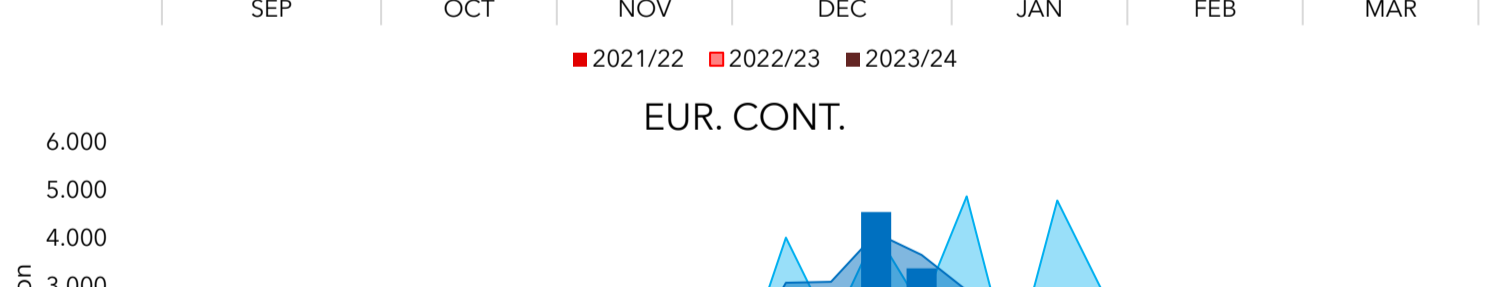 SEP OCT NOV DEC JAN FEB MAR
2021/22 2022/23 2023/24
EUR. CONT.
6.000
5.000
4.000
3.000